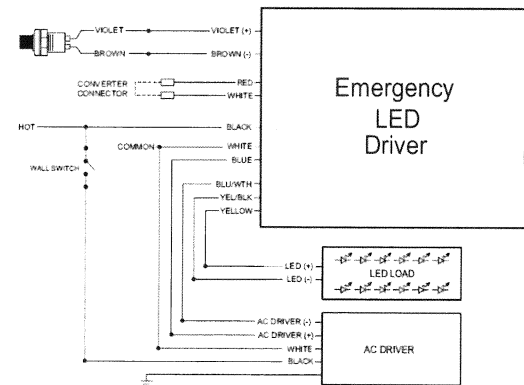 VIOLET
VIOLET (+)
BROWN
BROWN (-)
CONVERTER
CONNECTOR
RED
WHITE
Emergency
LED
Driver
HOT
BLACK
COMMON
WHITE
WALL SWITCH
BLUE
BLU/WTH
YEL/BLK
YELLOW
LED (+)
LED (-)
LED LOAD
AC DRIVER (-)
AC DRIVER (+)
WHITE
BLACK
AC DRIVER